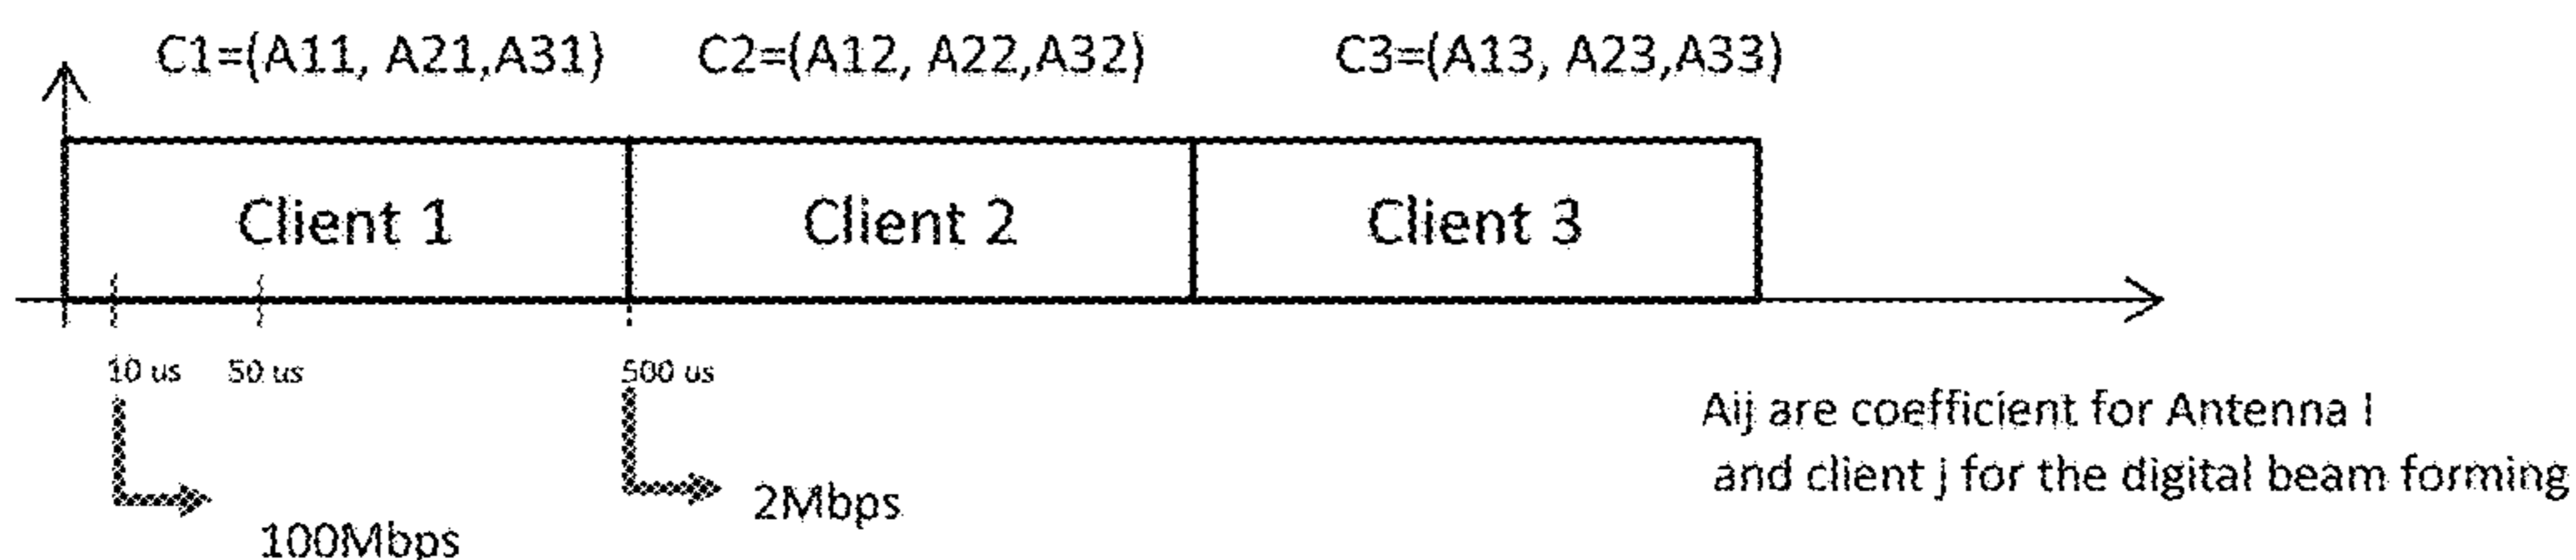 C1=(A11, A21,A31) C2=(A12, A22,A32) C3=(A13, A23,A33)
Client 1 Client 2 Client 3
10 us 50 us 500 us
Aij are coefficient for Antenna I
and client j for the digital beam forming
2Mbps
100Mbps